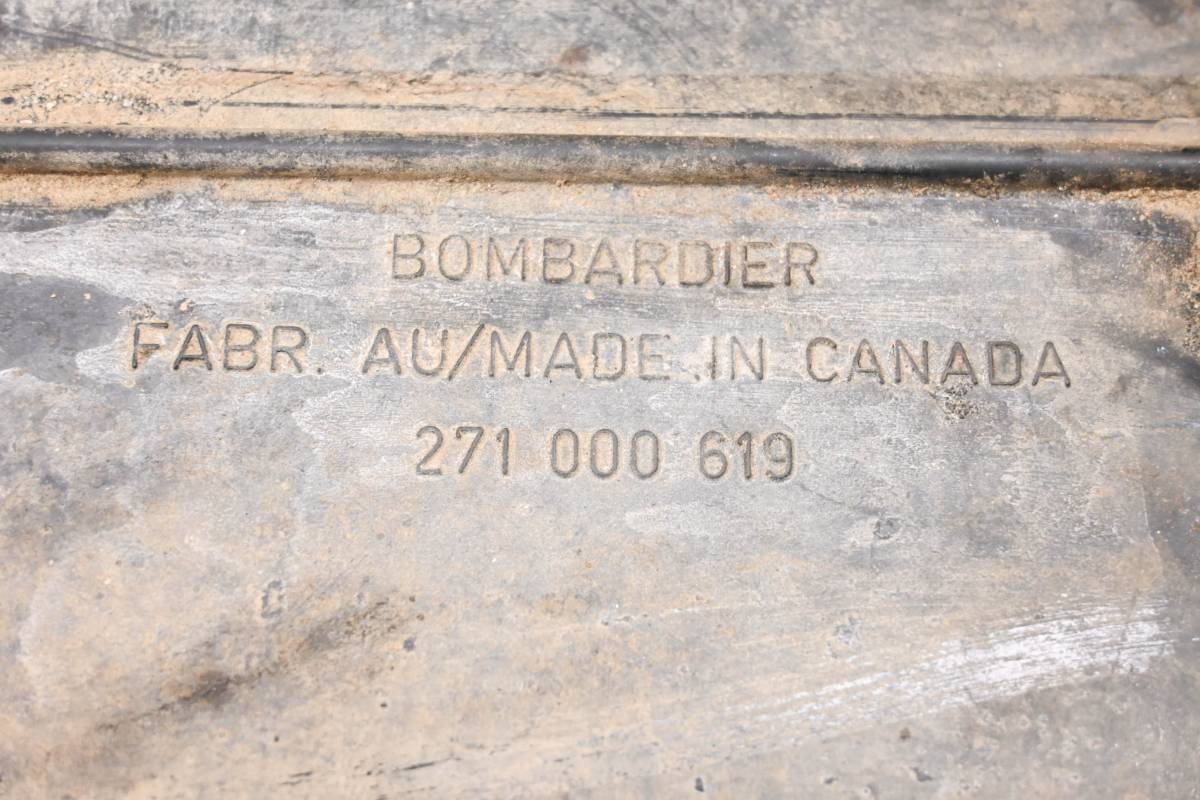 BOMBARDIER
FABR. AU/MADE IN CANADA
271 000 619